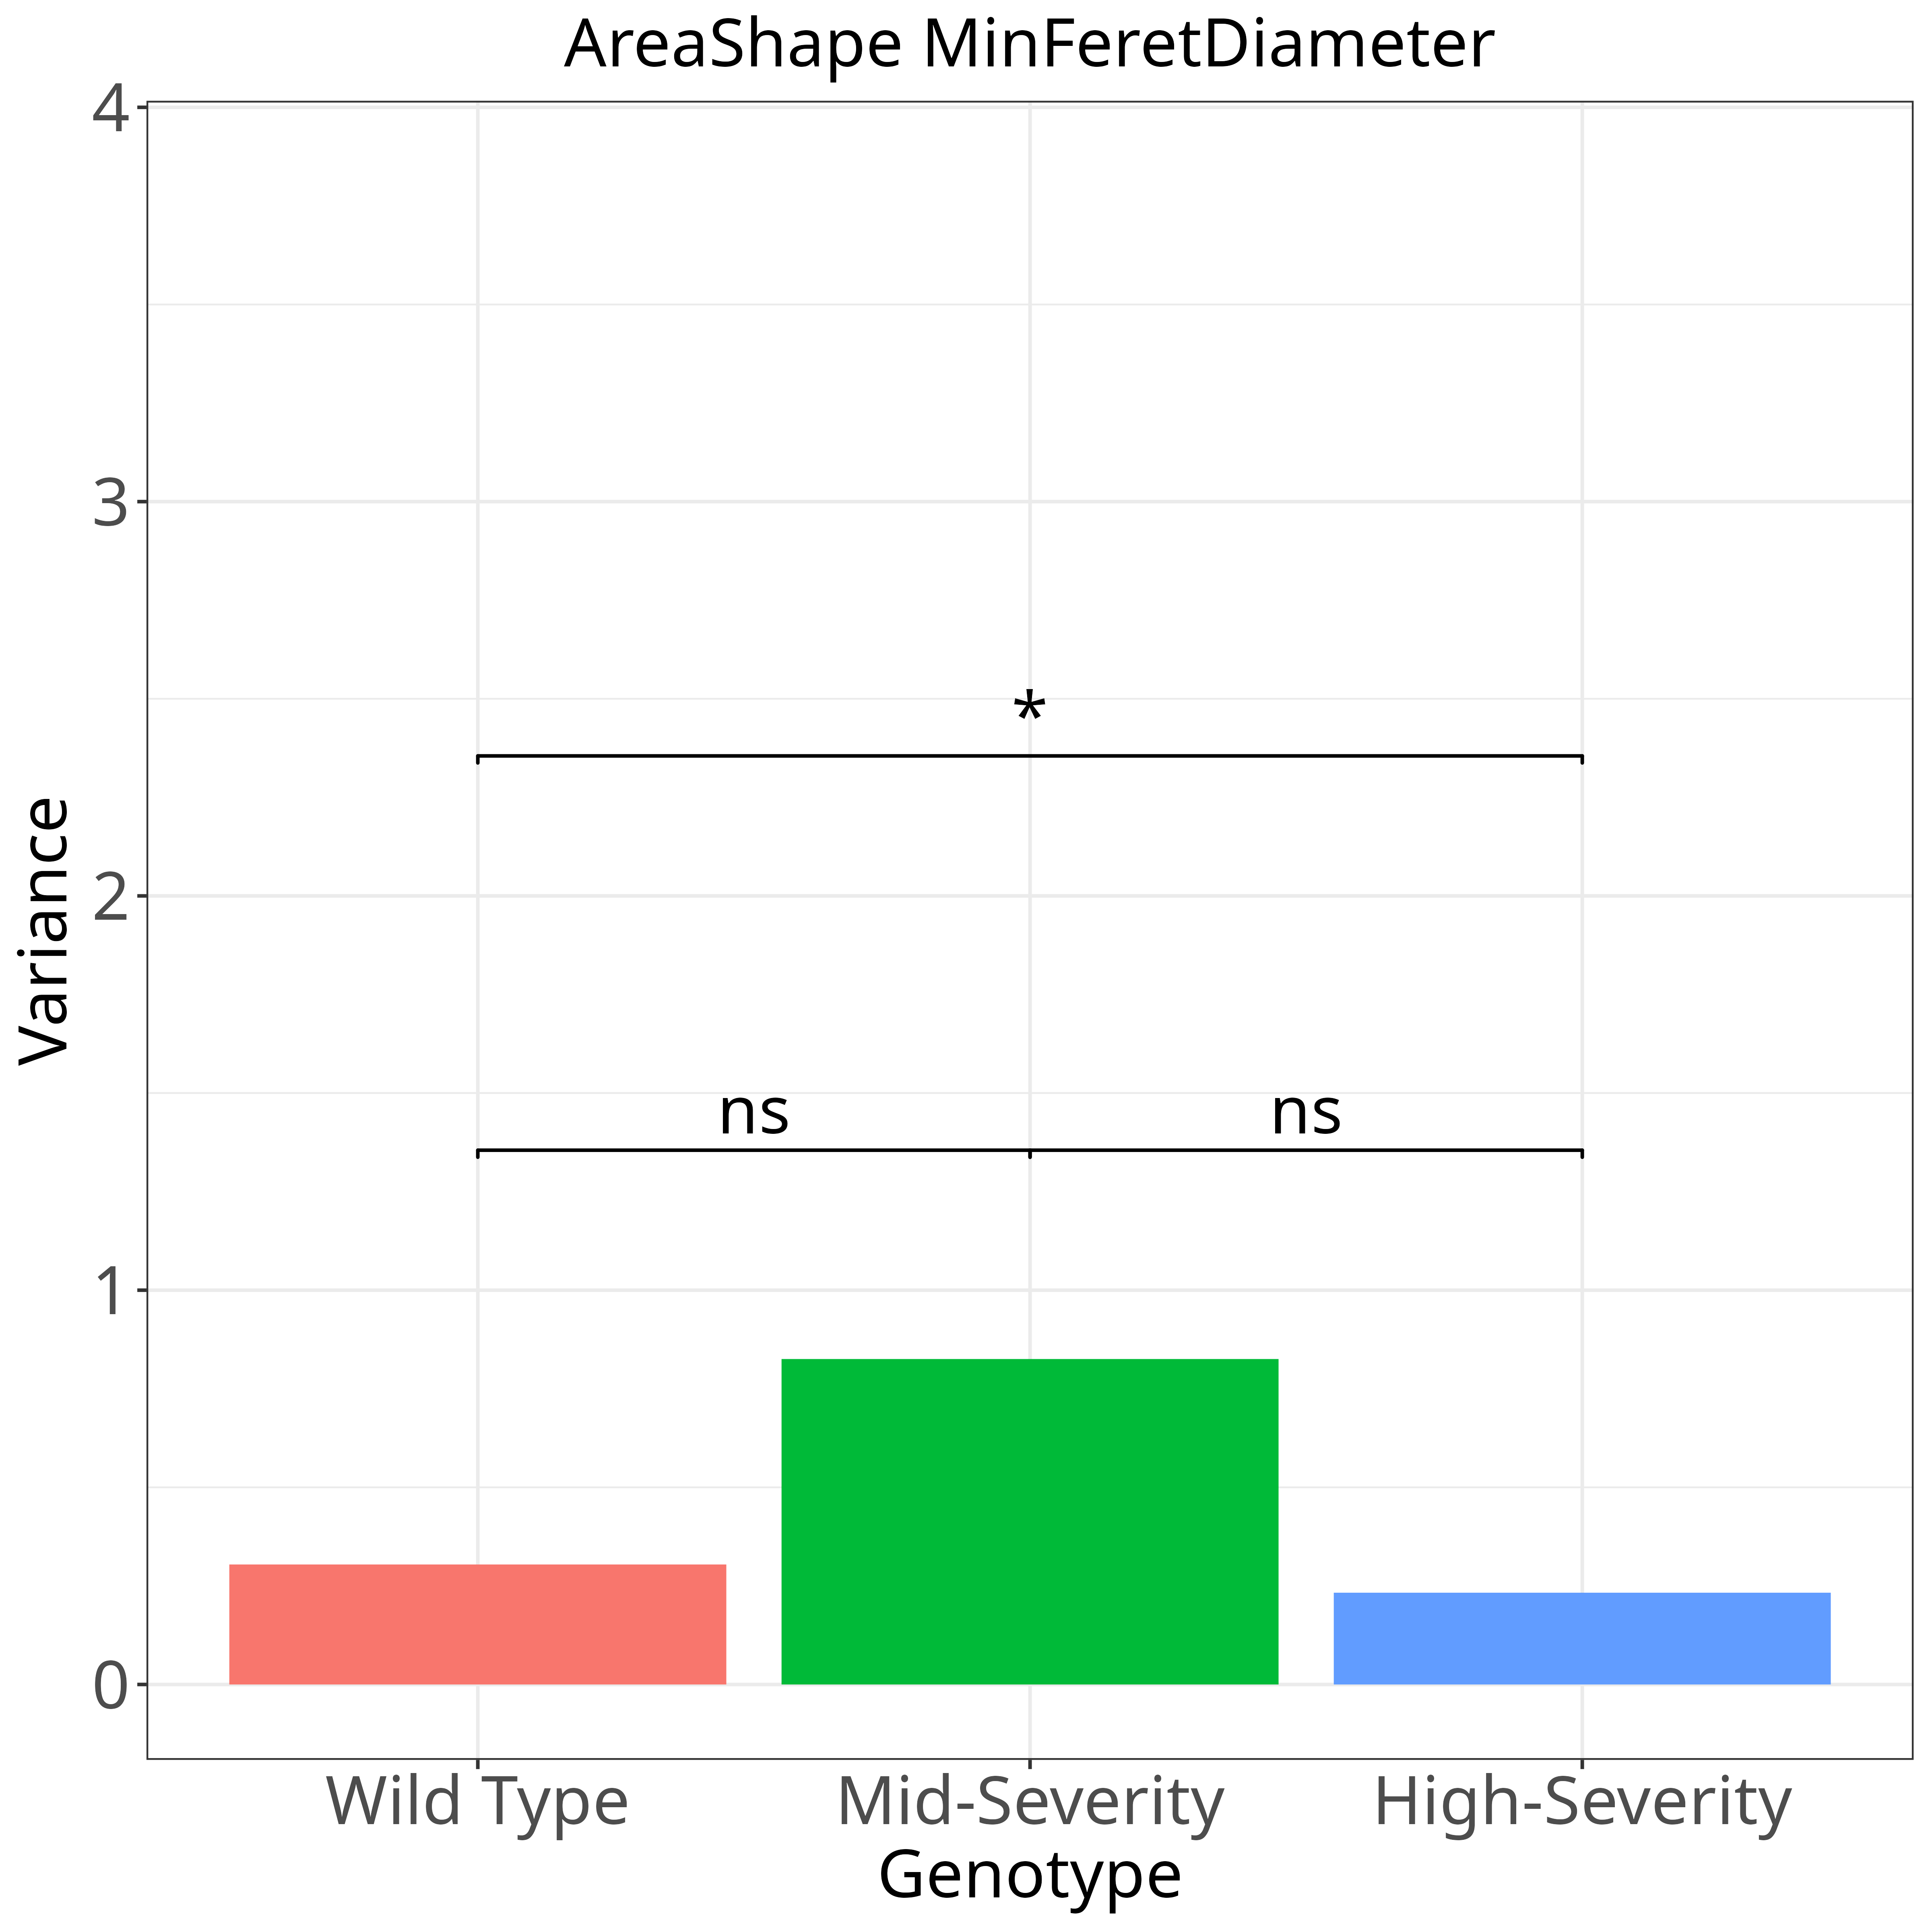 AreaShape MinFeretDiameter
4
3
2
1
0
Variance
*
ns ns
Wild Type Mid-Severity High-Severity
Genotype